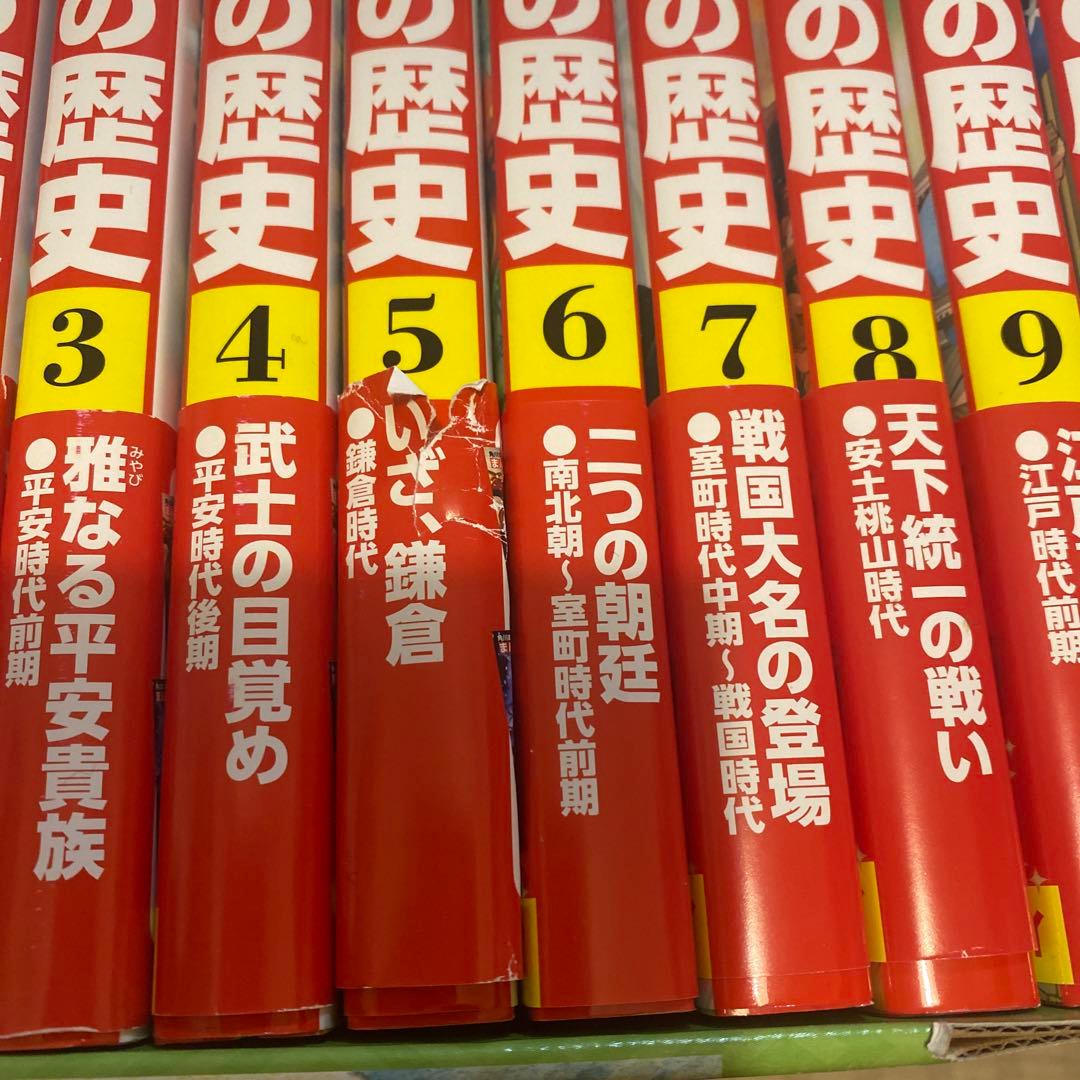 の歴史
3
雅なる平安貴族
みやび
●平安時代前期
の歴史
4
武士の目覚め
●平安時代後期
の歴史
5
いざ、鎌倉
●鎌倉時代
の歴史
6
二つの朝廷
●南北朝～室町時代前期
の歴史
7
戦国大名の登場
●室町時代中期～戦国時代
の歴史
8
天下統一の戦い
●安土桃山時代
の歴史
9
江戸
●江戸時代前期